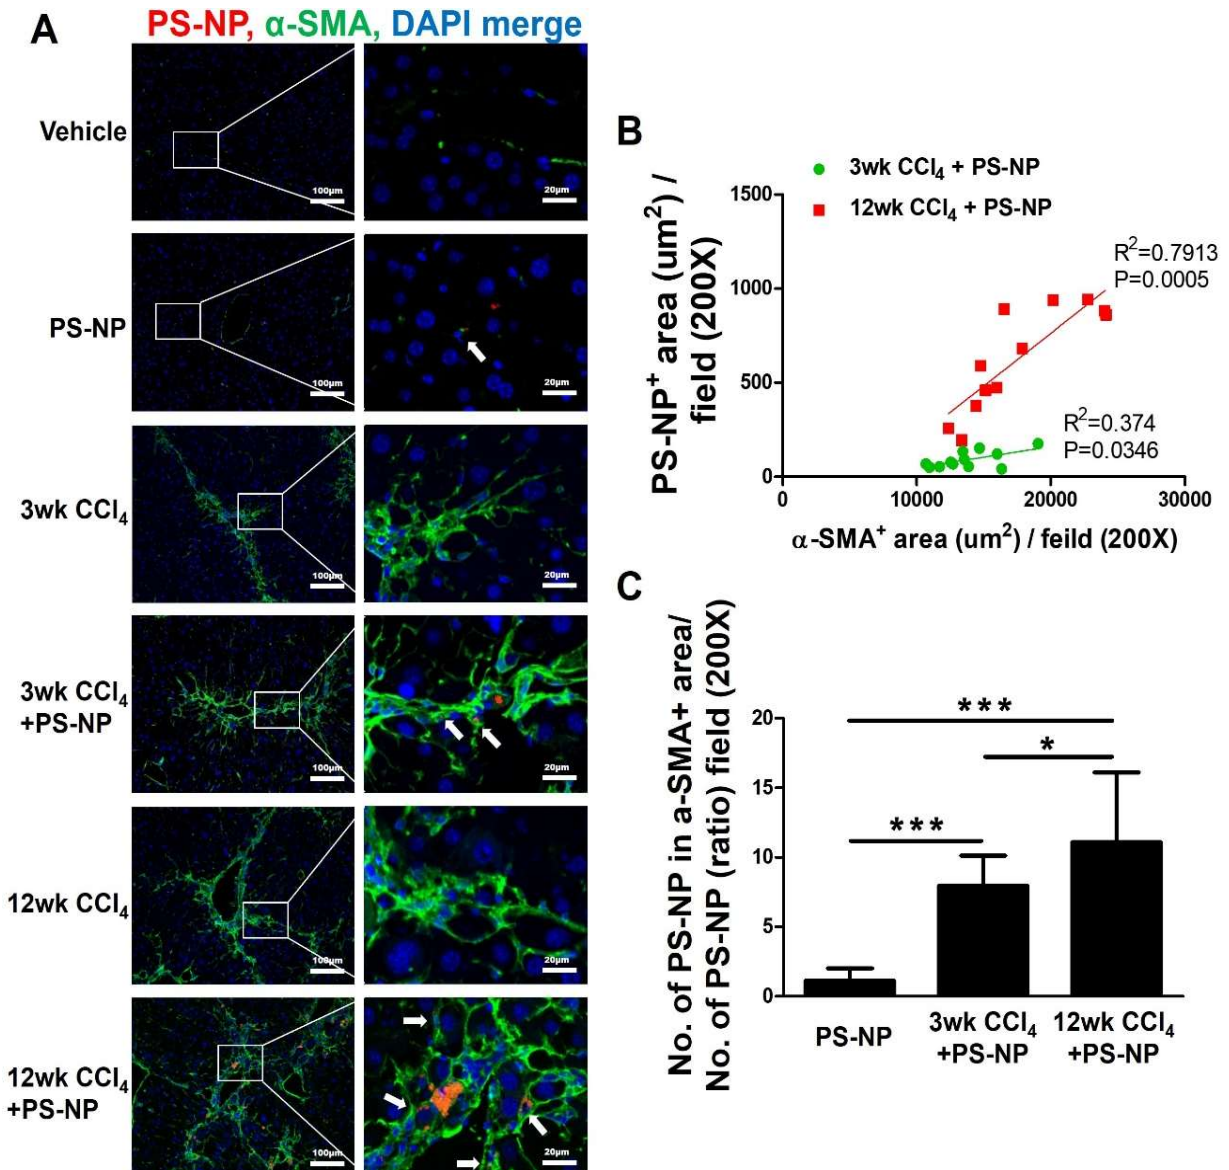 A
PS-NP, α-SMA, DAPI merge
Vehicle
100µm
20µm
PS-NP
100µm
20µm
3wk CCl₄
100µm
20µm
3wk CCl₄
+PS-NP
100µm
20µm
12wk CCl₄
100µm
20µm
12wk CCl₄
+PS-NP
100µm
20µm
B
3wk CCl₄ + PS-NP
12wk CCl₄ + PS-NP
PS-NP⁺ area (um²) /
field (200X)
1500
1000
500
0
R²=0.7913
P=0.0005
R²=0.374
P=0.0346
0
10000
20000
30000
α-SMA⁺ area (um²) / feild (200X)
C
No. of PS-NP in a-SMA+ area/
No. of PS-NP (ratio) field (200X)
20
15
10
5
0
***
*
***
PS-NP
3wk CCl₄
+PS-NP
12wk CCl₄
+PS-NP